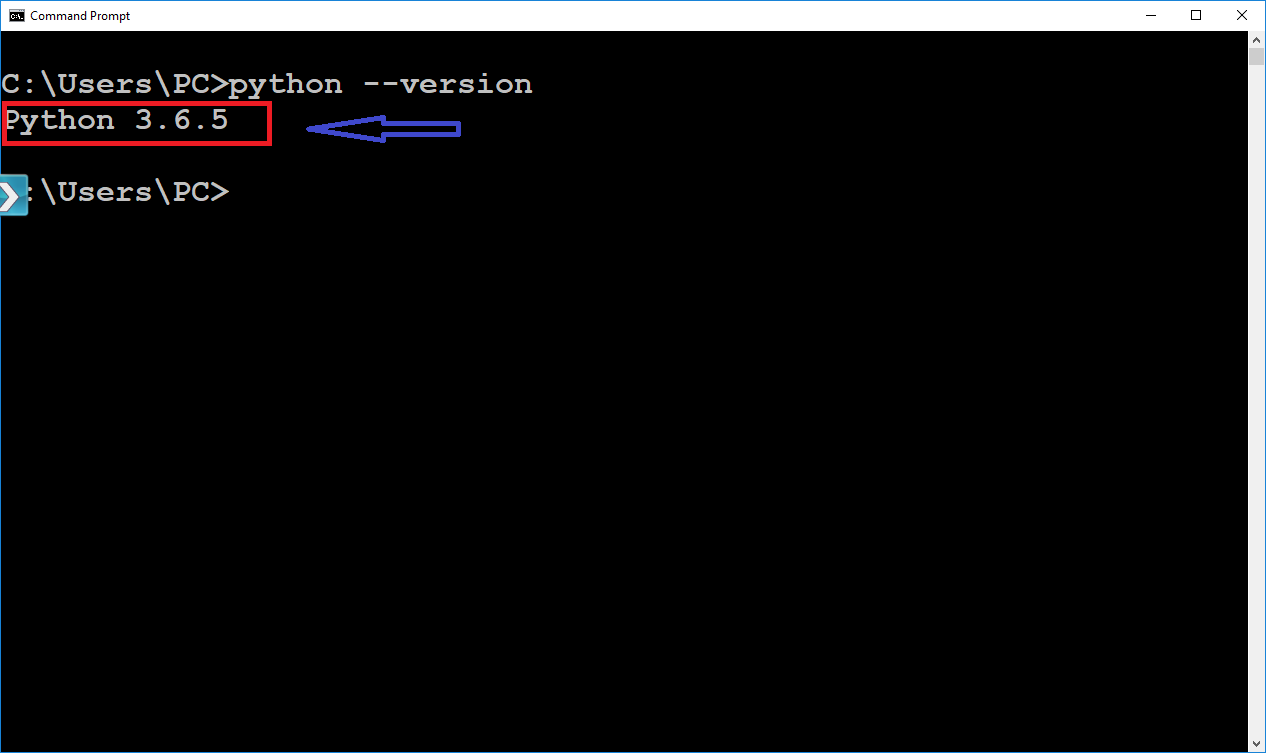 Command Prompt
C:\Users\PC>python --version
Python 3.6.5
:\Users\PC>